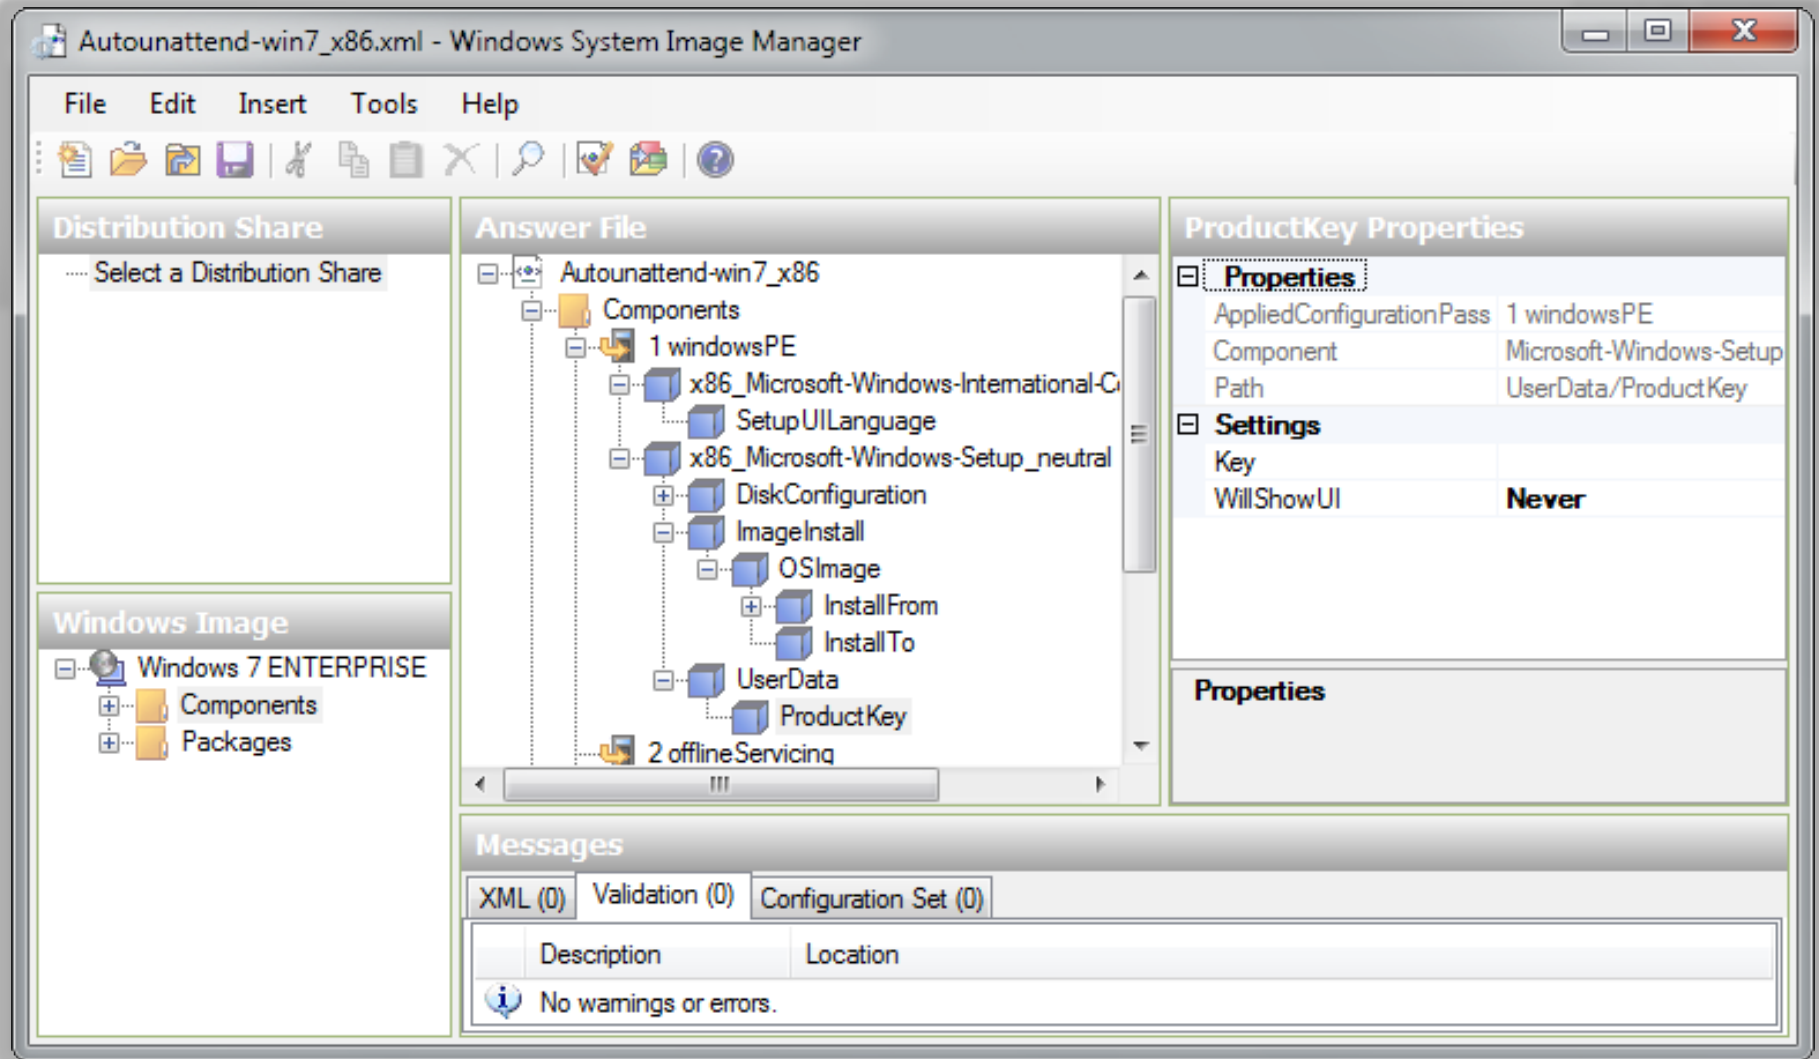 Autounattend-win7_x86.xml - Windows System Image Manager
File Edit Insert Tools Help
Distribution Share
Select a Distribution Share
Windows Image
Windows 7 ENTERPRISE
Components
Packages
Answer File
Autounattend-win7_x86
Components
1 windowsPE
x86_Microsoft-Windows-International-C
SetupUILanguage
x86_Microsoft-Windows-Setup_neutral
DiskConfiguration
ImageInstall
OSImage
InstallFrom
InstallTo
UserData
ProductKey
2 offlineServicing
ProductKey Properties
Properties
AppliedConfigurationPass 1 windowsPE
Component Microsoft-Windows-Setup
Path UserData/ProductKey
Settings
Key
WillShowUI Never
Properties
Messages
XML (0) Validation (0) Configuration Set (0)
Description Location
No warnings or errors.